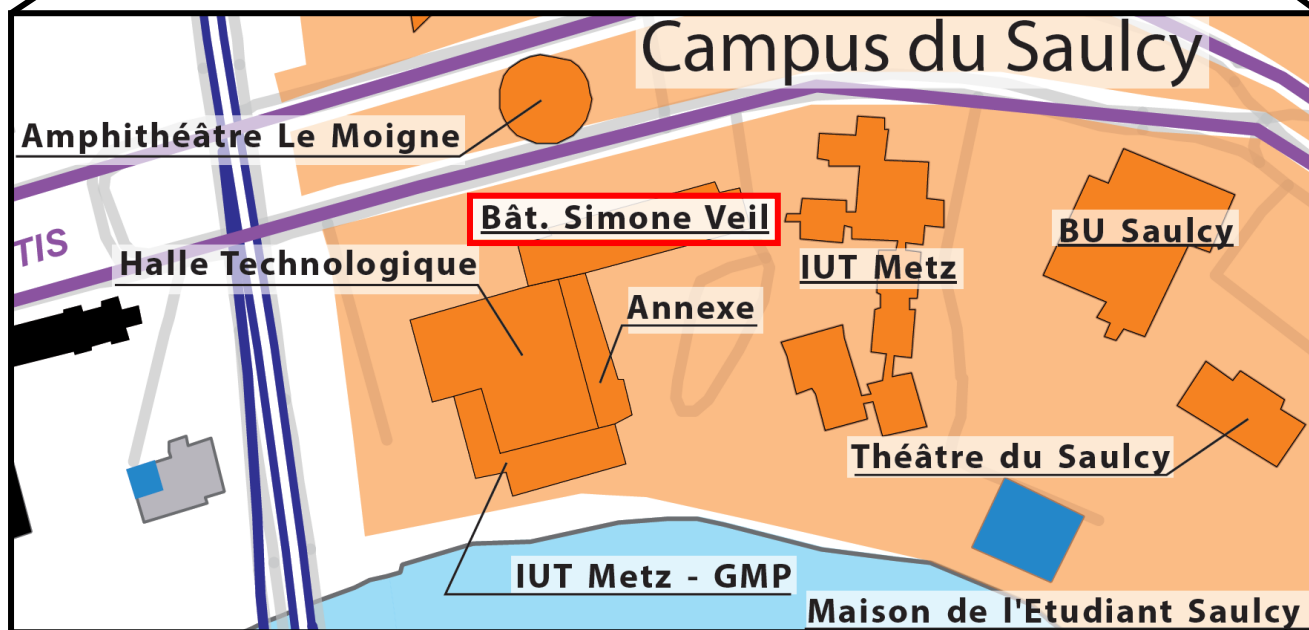 Campus du Saulcy
Amphithéâtre Le Moigne
Bât. Simone Veil
BU Saulcy
TIS
Halle Technologique
IUT Metz
Annexe
Théâtre du Saulcy
IUT Metz - GMP
Maison de l'Etudiant Saulcy